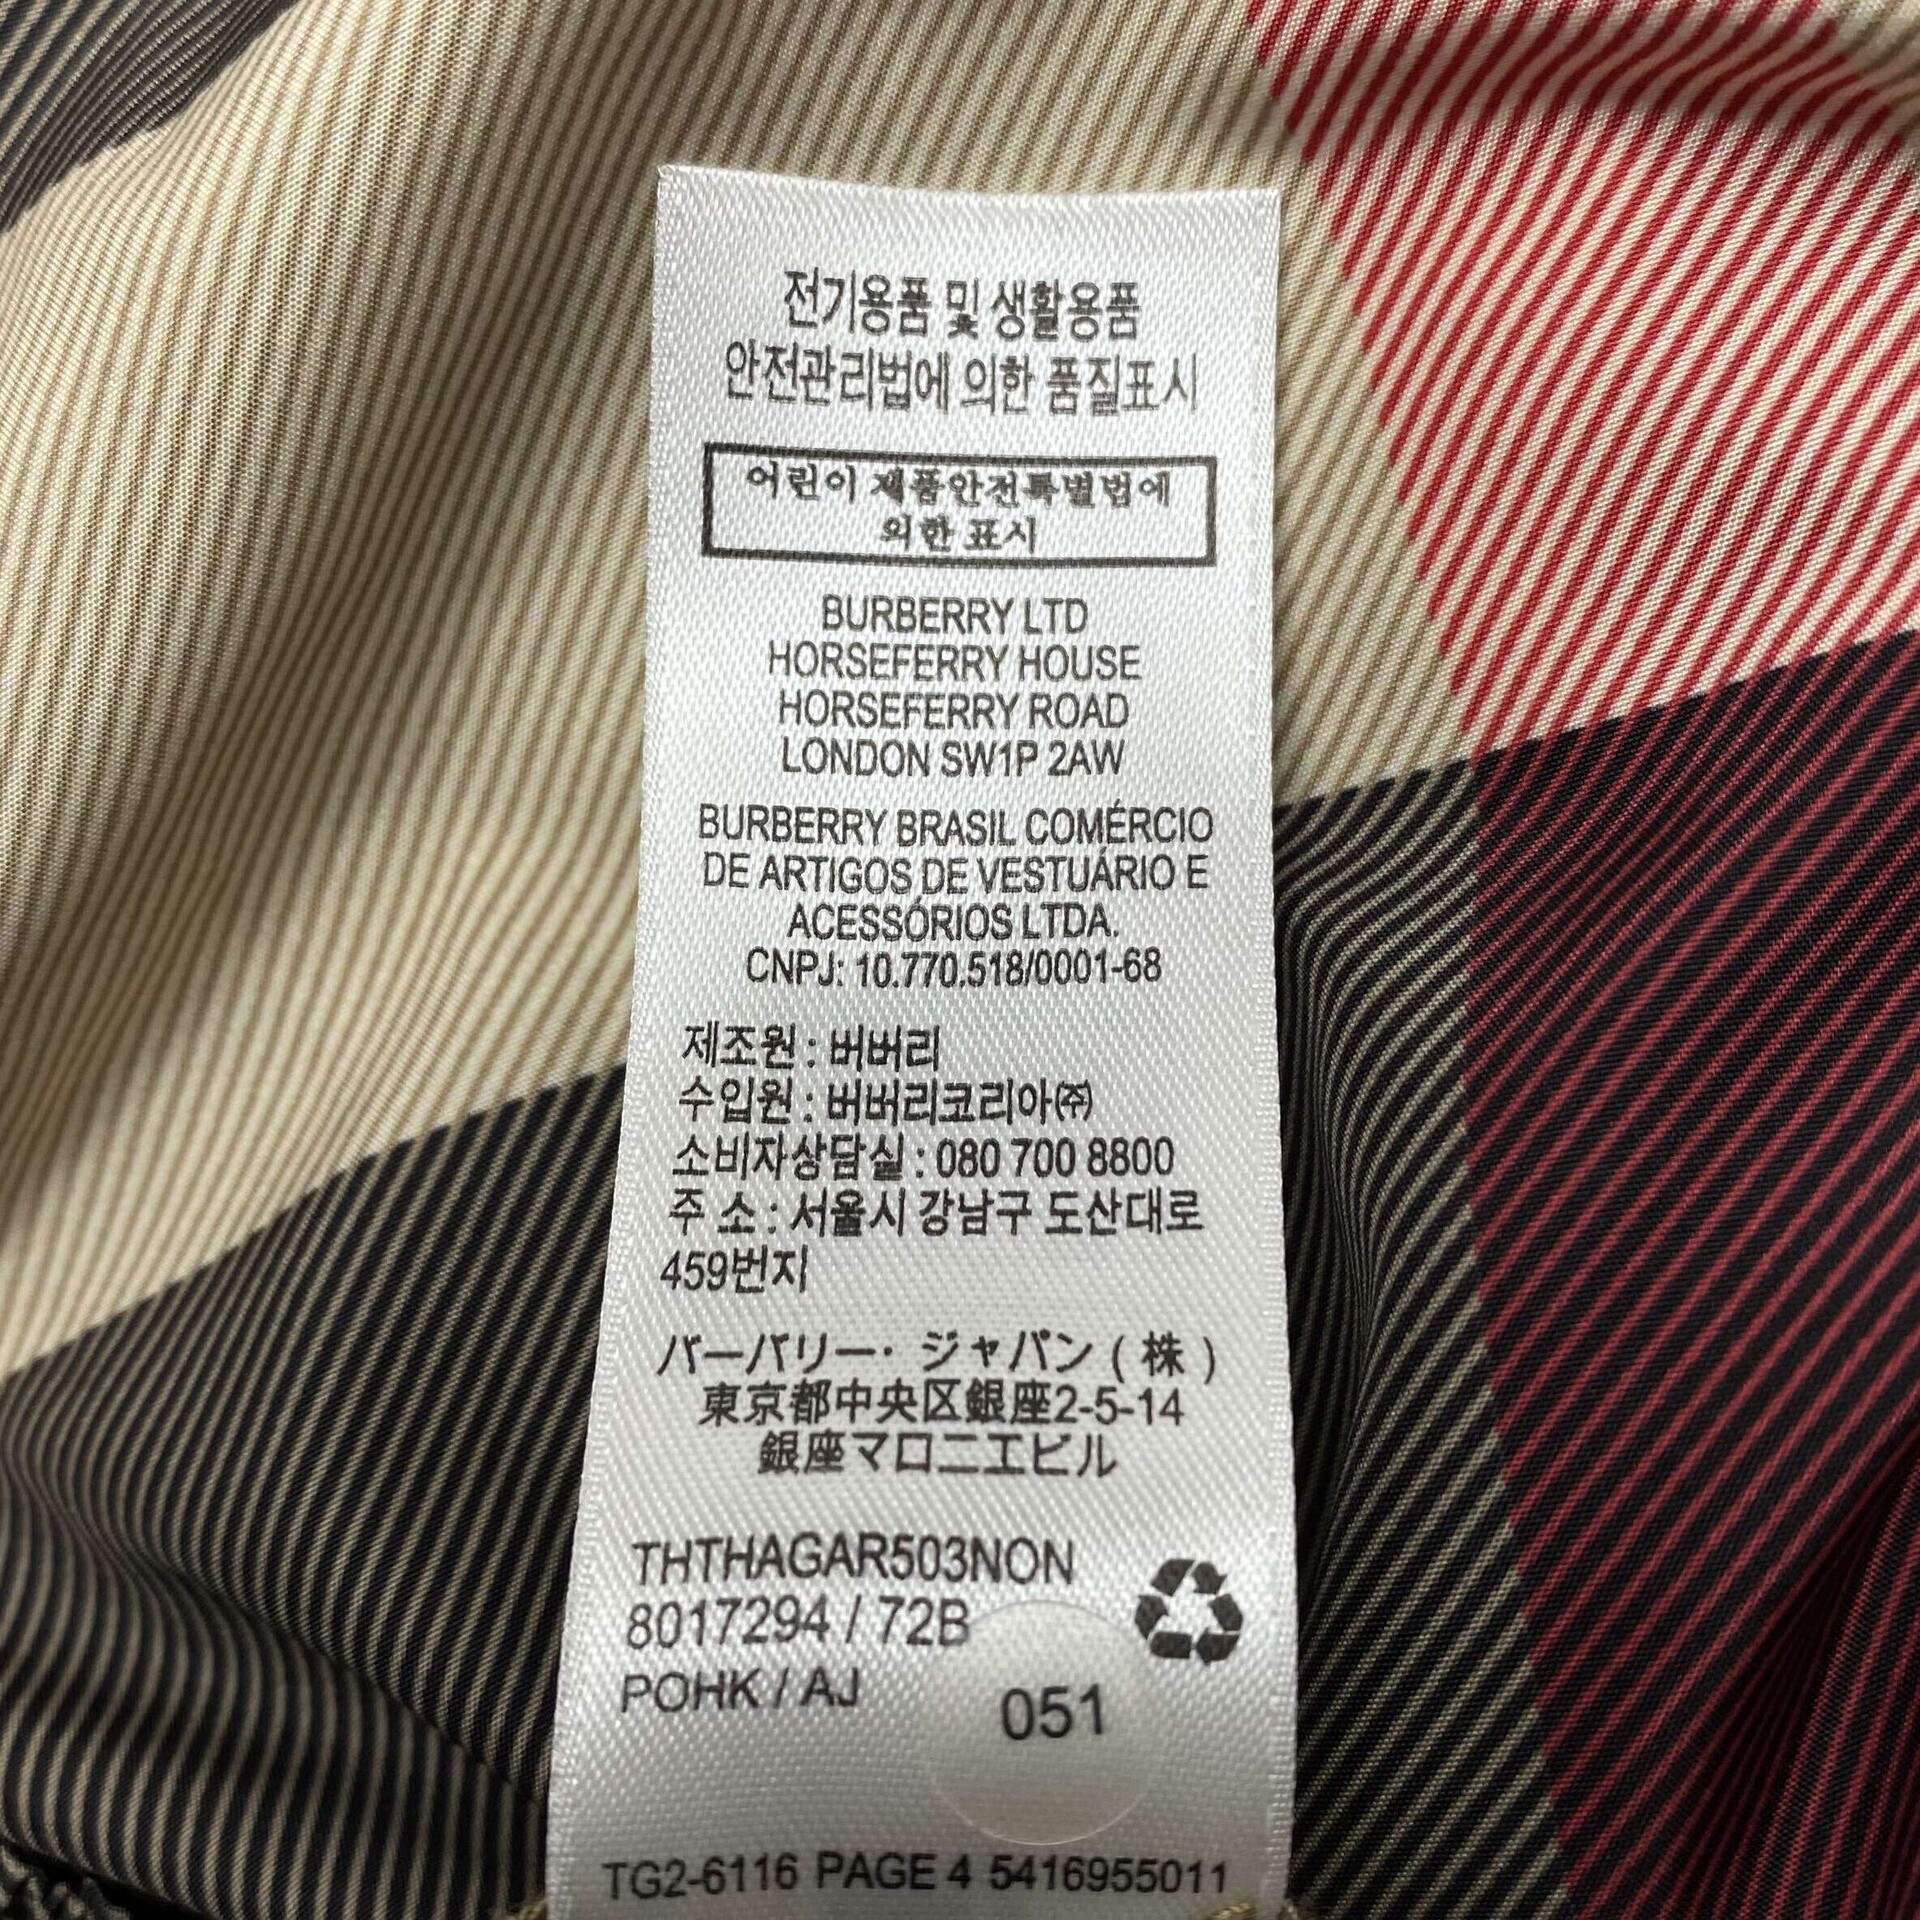 전기용품 및 생활용품
안전관리법에 의한 품질표시
어린이 제품안전특별법에
의한 표시
BURBERRY LTD
HORSEFERRY HOUSE
HORSEFERRY ROAD
LONDON SW1P 2AW
BURBERRY BRASIL COMÉRCIO
DE ARTIGOS DE VESTUÁRIO E
ACESSÓRIOS LTDA.
CNPJ: 10.770.518/0001-68
제조원 : 버버리
수입원 : 버버리코리아㈜
소비자상담실 : 080 700 8800
주 소 : 서울시 강남구 도산대로
459번지
バーバリー・ジャパン ( 株 )
東京都中央区銀座2-5-14
銀座マロニエビル
THTHAGAR503NON
8017294 / 72B
POHK / AJ
051
TG2-6116 PAGE 4 5416955011